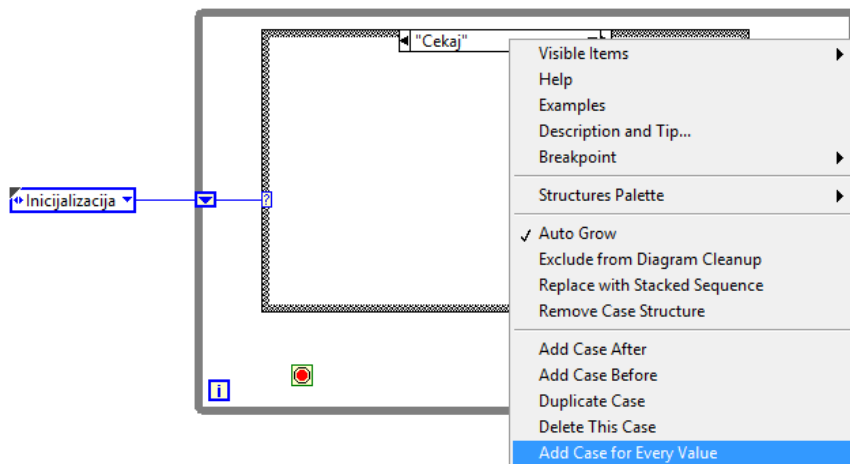 "Cekaj"
Visible Items
Help
Examples
Description and Tip...
Breakpoint
Structures Palette
Auto Grow
Exclude from Diagram Cleanup
Replace with Stacked Sequence
Remove Case Structure
Add Case After
Add Case Before
Duplicate Case
Delete This Case
Add Case for Every Value
Inicijalizacija
?
i